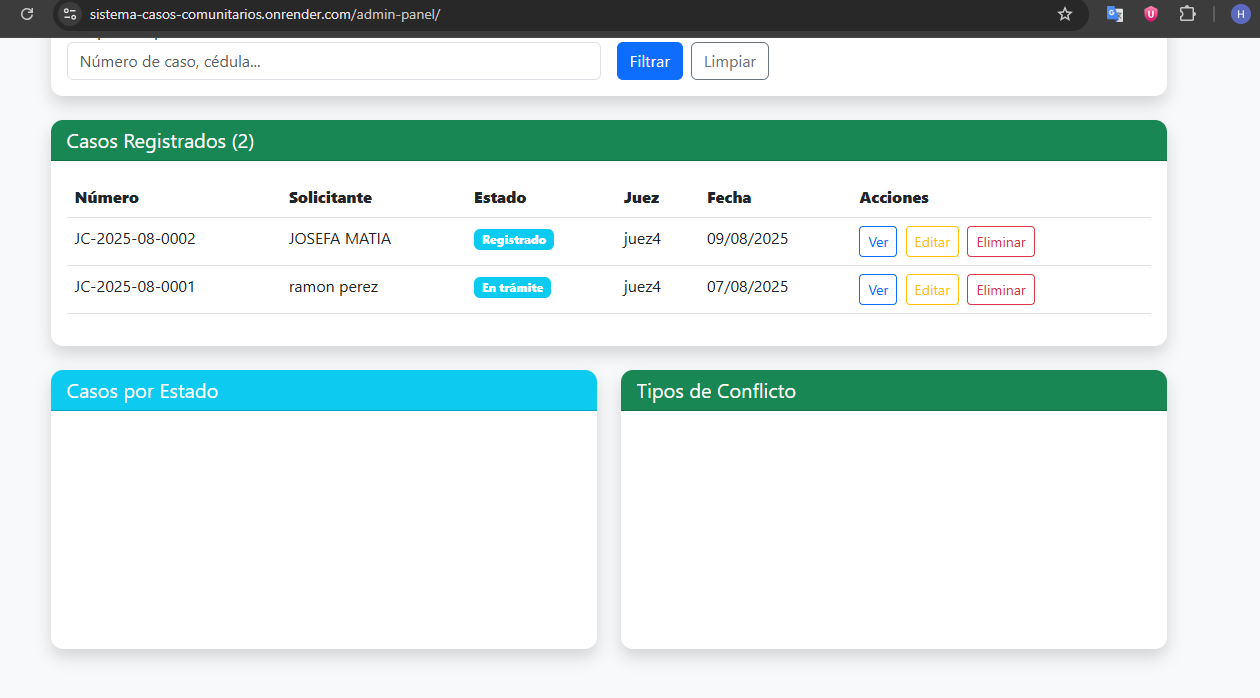 sistema-casos-comunitarios.onrender.com/admin-panel/
H
Número de caso, cédula...
Filtrar
Limpiar
Casos Registrados (2)
Número Solicitante Estado Juez Fecha Acciones
JC-2025-08-0002 JOSEFA MATIA Registrado juez4 09/08/2025 Ver Editar Eliminar
JC-2025-08-0001 ramon perez En trámite juez4 07/08/2025 Ver Editar Eliminar
Casos por Estado
Tipos de Conflicto